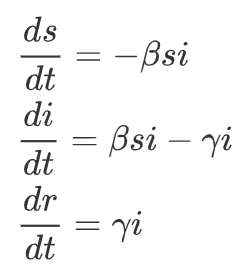 ds/dt = −βsi
di/dt = βsi − γi
dr/dt = γi